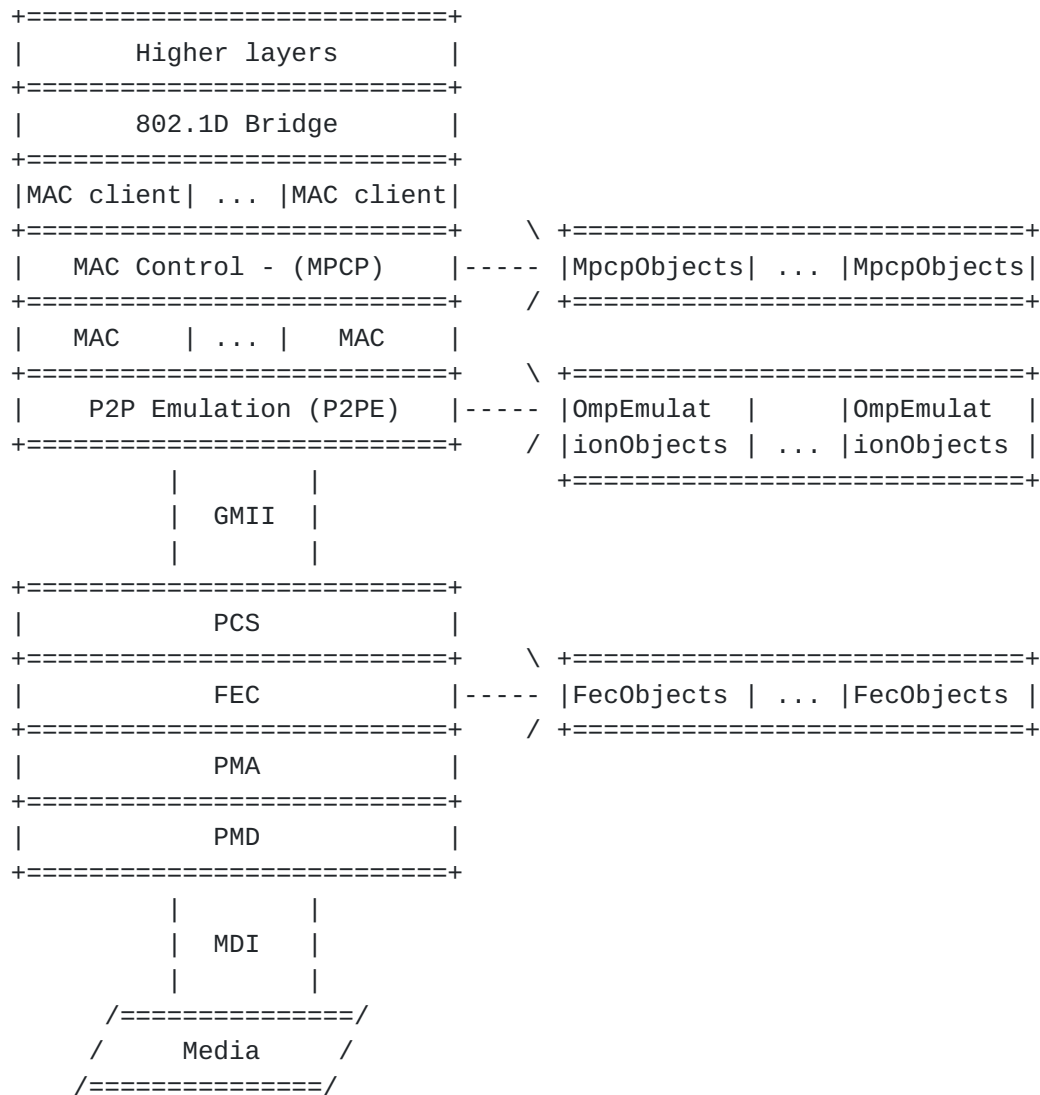 +===========================+
|       Higher layers       |
+===========================+
|       802.1D Bridge       |
+===========================+
|MAC client| ... |MAC client|
+===========================+    \ +=============================+
|   MAC Control - (MPCP)    |----- |MpcpObjects| ... |MpcpObjects|
+===========================+    / +=============================+
|   MAC    | ... |   MAC    |
+===========================+    \ +=============================+
|    P2P Emulation (P2PE)   |----- |OmpEmulat  |     |OmpEmulat  |
+===========================+    / |ionObjects | ... |ionObjects |
          |        |               +=============================+
          |  GMII  |
          |        |
+===========================+
|            PCS            |
+===========================+    \ +=============================+
|            FEC            |----- |FecObjects | ... |FecObjects |
+===========================+    / +=============================+
|            PMA            |
+===========================+
|            PMD            |
+===========================+
          |        |
          |  MDI   |
          |        |
      /===============/
     /     Media     /
    /===============/